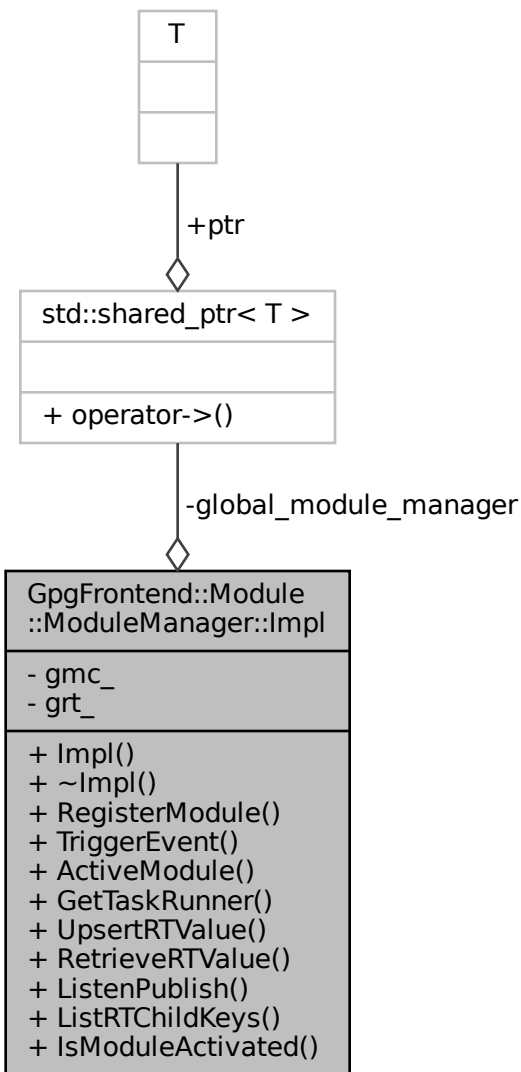 T
+ptr
std::shared_ptr< T >
+ operator->()
-global_module_manager
GpgFrontend::Module
::ModuleManager::Impl
- gmc_
- grt_
+ Impl()
+ ~Impl()
+ RegisterModule()
+ TriggerEvent()
+ ActiveModule()
+ GetTaskRunner()
+ UpsertRTValue()
+ RetrieveRTValue()
+ ListenPublish()
+ ListRTChildKeys()
+ IsModuleActivated()